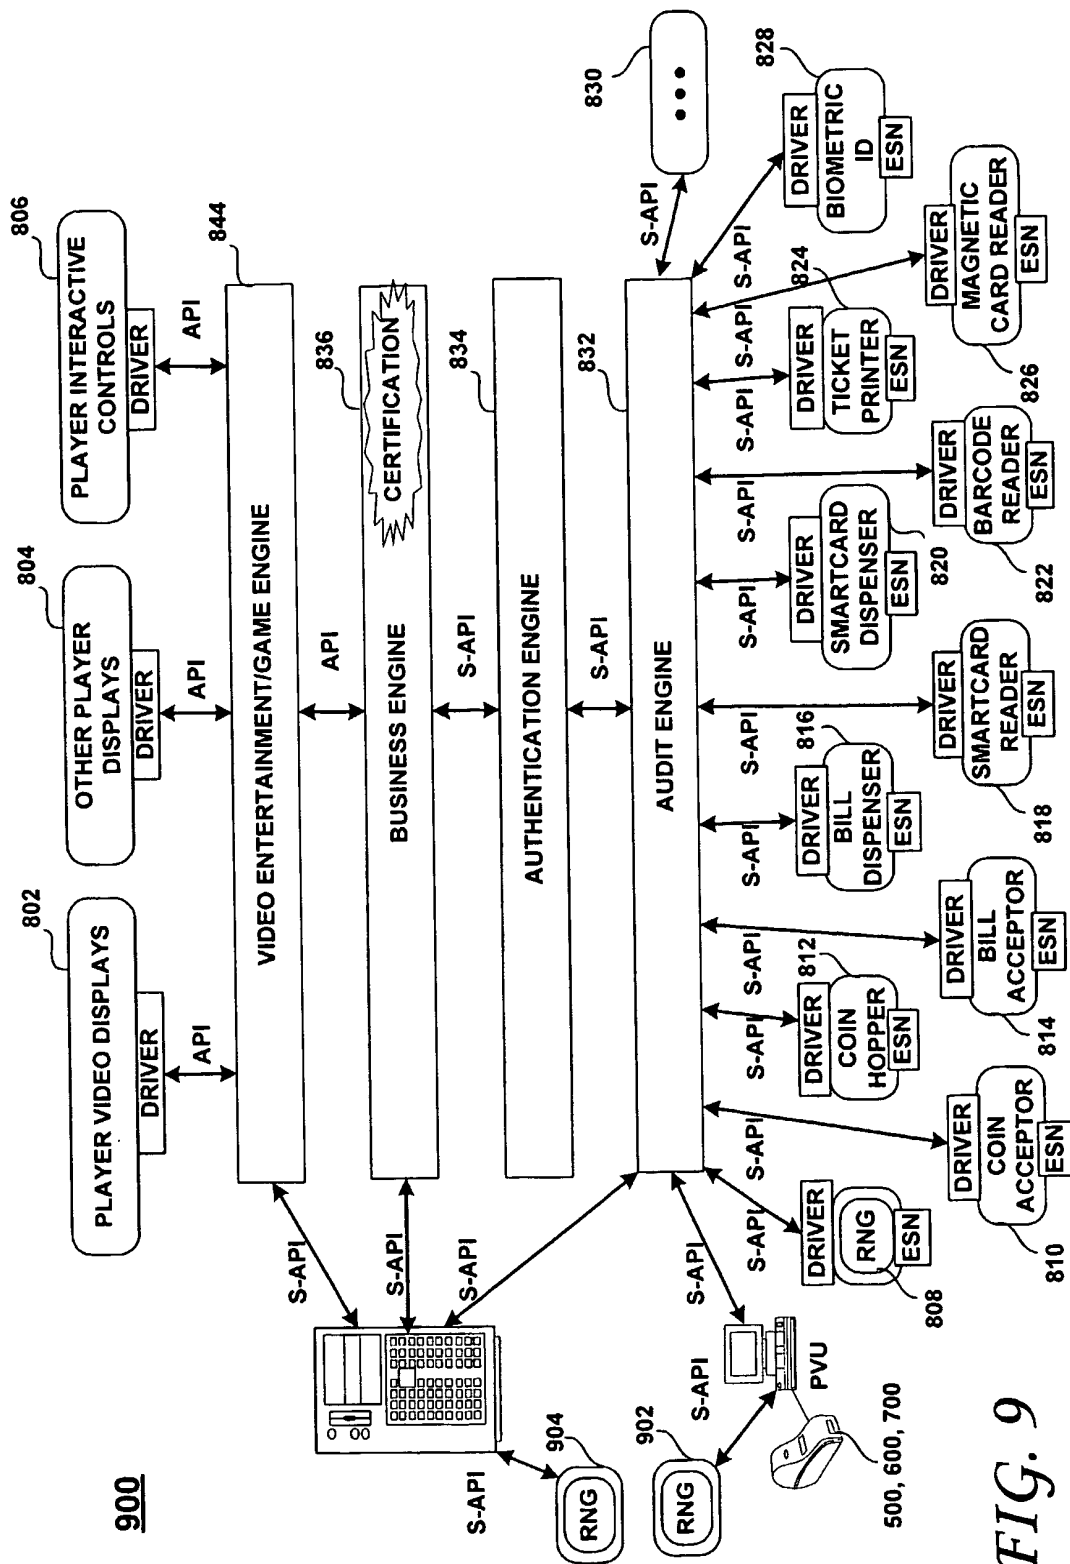 900
PLAYER VIDEO DISPLAYS
802
DRIVER
API
OTHER PLAYER
DISPLAYS
804
DRIVER
API
PLAYER INTERACTIVE
CONTROLS
806
DRIVER
API
844
VIDEO ENTERTAINMENT/GAME ENGINE
API
836
BUSINESS ENGINE
CERTIFICATION
S-API
834
AUTHENTICATION ENGINE
S-API
832
AUDIT ENGINE
S-API
830
S-API
S-API
S-API
S-API
RNG
904
RNG
902
S-API
S-API
PVU
500, 600, 700
S-API
DRIVER
RNG
ESN
808
S-API
DRIVER
COIN
ACCEPTOR
ESN
810
S-API
812
DRIVER
COIN
HOPPER
ESN
S-API
DRIVER
BILL
ACCEPTOR
ESN
814
S-API
816
DRIVER
BILL
DISPENSER
ESN
S-API
DRIVER
SMARTCARD
READER
ESN
818
S-API
DRIVER
SMARTCARD
DISPENSER
ESN
820
S-API
DRIVER
BARCODE
READER
ESN
822
S-API
824
DRIVER
TICKET
PRINTER
ESN
S-API
DRIVER
MAGNETIC
CARD READER
ESN
826
S-API
828
DRIVER
BIOMETRIC
ID
ESN
FIG. 9